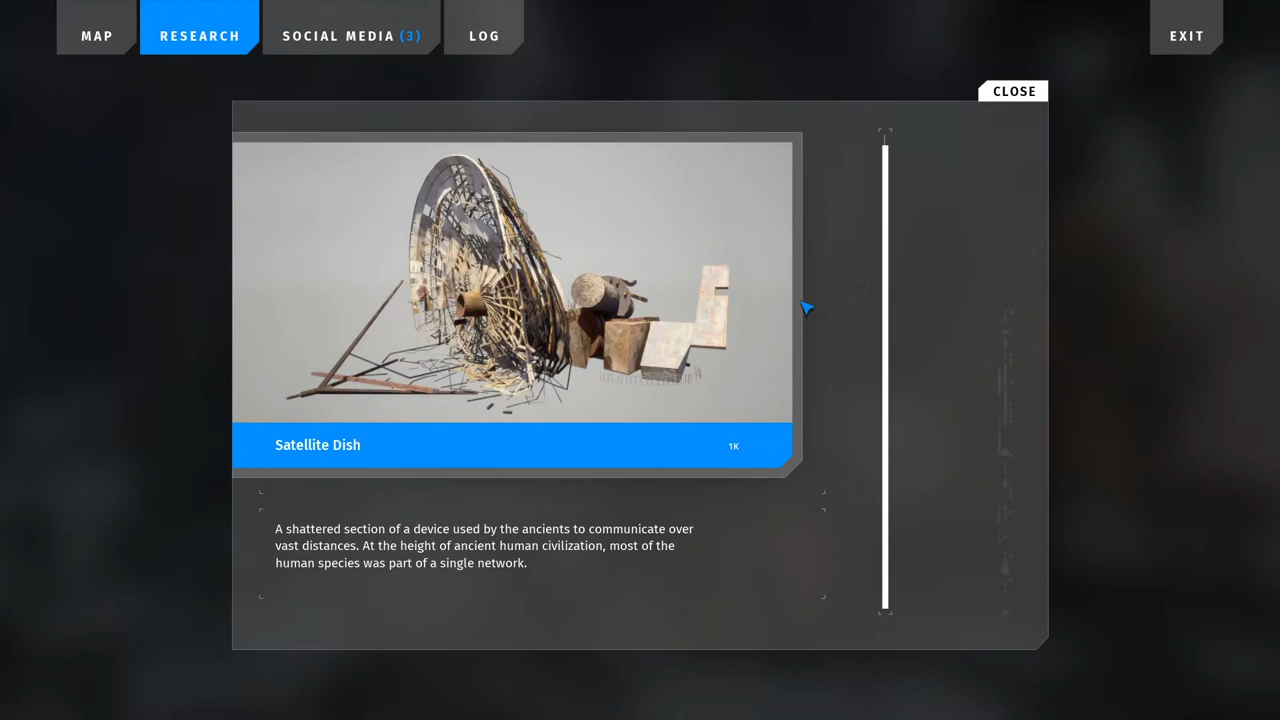 MAP
RESEARCH
SOCIAL MEDIA (3)
LOG
EXIT
CLOSE
Satellite Dish
1K
A shattered section of a device used by the ancients to communicate over
vast distances. At the height of ancient human civilization, most of the
human species was part of a single network.